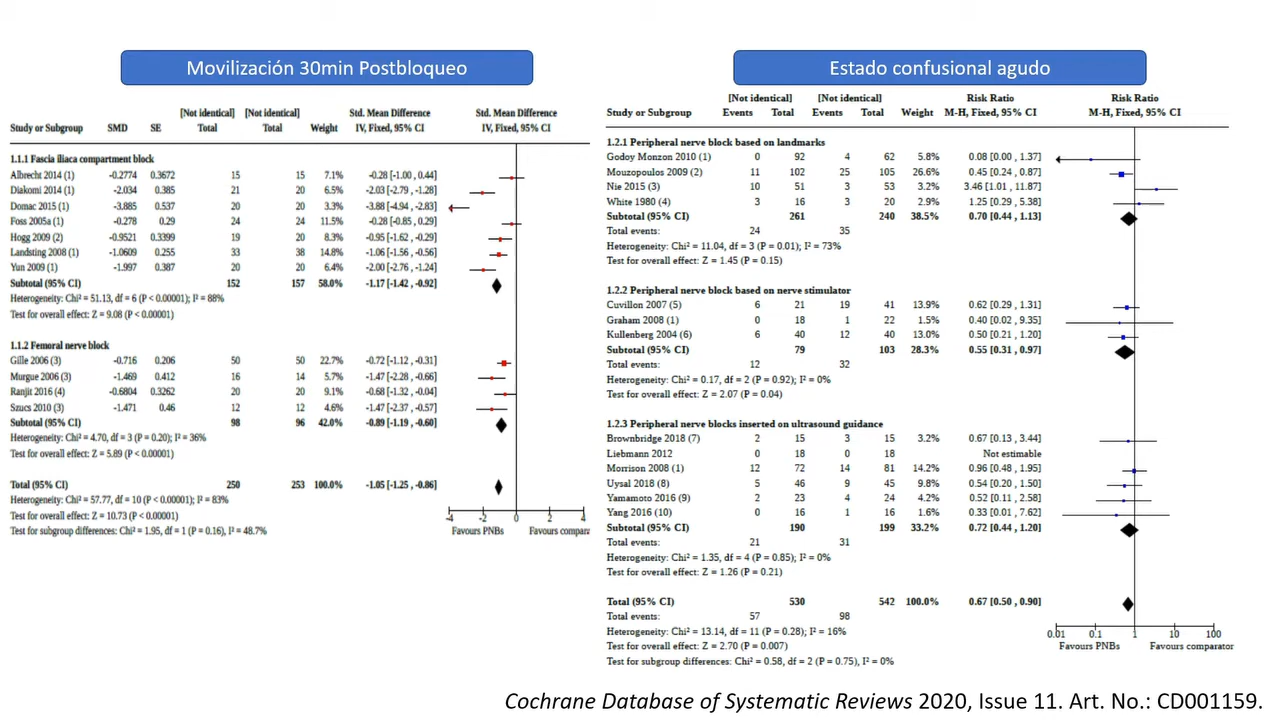 Movilización 30min Postbloqueo
[Not identical] [Not identical] Std. Mean Difference Std. Mean Difference
Study or Subgroup SMD SE Total Total Weight IV, Fixed, 95% CI IV, Fixed, 95% CI
1.1.1 Fascia iliaca compartment block
Albrecht 2014 (1) -0.2774 0.3672 15 15 7.1% -0.28 [-1.00 , 0.44]
Diakomi 2014 (1) -2.034 0.385 21 20 6.5% -2.03 [-2.79 , -1.28]
Domac 2015 (1) -3.885 0.537 20 20 3.3% -3.88 [-4.94 , -2.83]
Foss 2005a (1) -0.278 0.29 24 24 11.5% -0.28 [-0.85 , 0.29]
Hogg 2009 (2) -0.9521 0.3399 19 20 8.3% -0.95 [-1.62 , -0.29]
Landsting 2008 (1) -1.0609 0.255 33 38 14.8% -1.06 [-1.56 , -0.56]
Yun 2009 (1) -1.997 0.387 20 20 6.4% -2.00 [-2.76 , -1.24]
Subtotal (95% CI) 152 157 58.0% -1.17 [-1.42 , -0.92]
Heterogeneity: Chi² = 51.13, df = 6 (P < 0.00001); I² = 88%
Test for overall effect: Z = 9.08 (P < 0.00001)
1.1.2 Femoral nerve block
Gille 2006 (3) -0.716 0.206 50 50 22.7% -0.72 [-1.12 , -0.31]
Murgue 2006 (3) -1.469 0.412 16 14 5.7% -1.47 [-2.28 , -0.66]
Ranjit 2016 (4) -0.6804 0.3262 20 20 9.1% -0.68 [-1.32 , -0.04]
Szucs 2010 (3) -1.471 0.46 12 12 4.6% -1.47 [-2.37 , -0.57]
Subtotal (95% CI) 98 96 42.0% -0.89 [-1.19 , -0.60]
Heterogeneity: Chi² = 4.70, df = 3 (P = 0.20); I² = 36%
Test for overall effect: Z = 5.89 (P < 0.00001)
Total (95% CI) 250 253 100.0% -1.05 [-1.25 , -0.86]
Heterogeneity: Chi² = 57.77, df = 10 (P < 0.00001); I² = 83%
Test for overall effect: Z = 10.73 (P < 0.00001)
Test for subgroup differences: Chi² = 1.95, df = 1 (P = 0.16), I² = 48.7%
-4 -2 0 2 4
Favours PNBs Favours compara
Estado confusional agudo
[Not identical] [Not identical] Risk Ratio Risk Ratio
Study or Subgroup Events Total Events Total Weight M-H, Fixed, 95% CI M-H, Fixed, 95% CI
1.2.1 Peripheral nerve block based on landmarks
Godoy Monzon 2010 (1) 0 92 4 62 5.8% 0.08 [0.00 , 1.37]
Mouzopoulos 2009 (2) 11 102 25 105 26.6% 0.45 [0.24 , 0.87]
Nie 2015 (3) 10 51 3 53 3.2% 3.46 [1.01 , 11.87]
White 1980 (4) 3 16 3 20 2.9% 1.25 [0.29 , 5.38]
Subtotal (95% CI) 261 240 38.5% 0.70 [0.44 , 1.13]
Total events: 24 35
Heterogeneity: Chi² = 11.04, df = 3 (P = 0.01); I² = 73%
Test for overall effect: Z = 1.45 (P = 0.15)
1.2.2 Peripheral nerve block based on nerve stimulator
Cuvillon 2007 (5) 6 21 19 41 13.9% 0.62 [0.29 , 1.31]
Graham 2008 (1) 0 18 1 22 1.5% 0.40 [0.02 , 9.35]
Kullenberg 2004 (6) 6 40 12 40 13.0% 0.50 [0.21 , 1.20]
Subtotal (95% CI) 79 103 28.3% 0.55 [0.31 , 0.97]
Total events: 12 32
Heterogeneity: Chi² = 0.17, df = 2 (P = 0.92); I² = 0%
Test for overall effect: Z = 2.07 (P = 0.04)
1.2.3 Peripheral nerve blocks inserted on ultrasound guidance
Brownbridge 2018 (7) 2 15 3 15 3.2% 0.67 [0.13 , 3.44]
Liebmann 2012 0 18 0 18 Not estimable
Morrison 2008 (1) 12 72 14 81 14.2% 0.96 [0.48 , 1.95]
Uysal 2018 (8) 5 46 9 45 9.8% 0.54 [0.20 , 1.50]
Yamamoto 2016 (9) 2 23 4 24 4.2% 0.52 [0.11 , 2.58]
Yang 2016 (10) 0 16 1 16 1.6% 0.33 [0.01 , 7.62]
Subtotal (95% CI) 190 199 33.2% 0.72 [0.44 , 1.20]
Total events: 21 31
Heterogeneity: Chi² = 1.35, df = 4 (P = 0.85); I² = 0%
Test for overall effect: Z = 1.26 (P = 0.21)
Total (95% CI) 530 542 100.0% 0.67 [0.50 , 0.90]
Total events: 57 98
Heterogeneity: Chi² = 13.14, df = 11 (P = 0.28); I² = 16%
Test for overall effect: Z = 2.70 (P = 0.007)
Test for subgroup differences: Chi² = 0.58, df = 2 (P = 0.75), I² = 0%
0.01 0.1 1 10 100
Favours PNBs Favours comparator
Cochrane Database of Systematic Reviews 2020, Issue 11. Art. No.: CD001159.